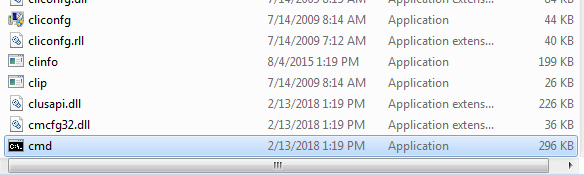 cliconfg.dll 7/14/2009 8:15 AM Application extens... 84 KB
cliconfg 7/14/2009 8:14 AM Application 44 KB
cliconfg.rll 7/14/2009 7:12 AM Application extens... 40 KB
clinfo 8/4/2015 1:19 PM Application 199 KB
clip 7/14/2009 8:14 AM Application 26 KB
clusapi.dll 2/13/2018 1:19 PM Application extens... 226 KB
cmcfg32.dll 2/13/2018 1:19 PM Application extens... 36 KB
cmd 2/13/2018 1:19 PM Application 296 KB